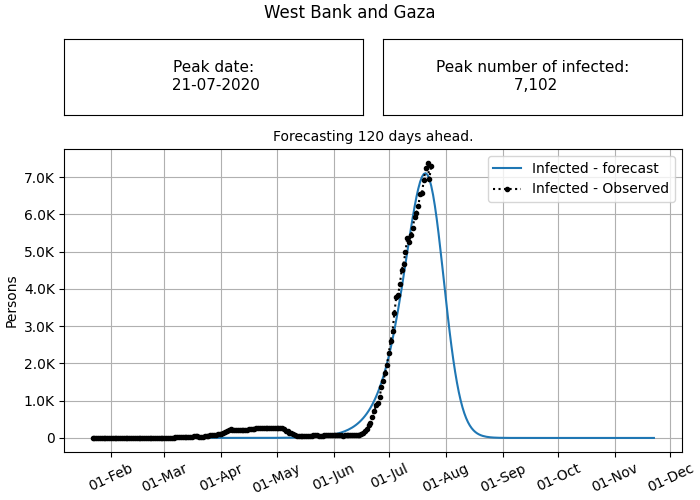 West Bank and Gaza
Peak date:
21-07-2020
Peak number of infected:
7,102
Forecasting 120 days ahead.
Infected - forecast
Infected - Observed
Persons
7.0K
6.0K
5.0K
4.0K
3.0K
2.0K
1.0K
0
01-Feb
01-Mar
01-Apr
01-May
01-Jun
01-Jul
01-Aug
01-Sep
01-Oct
01-Nov
01-Dec